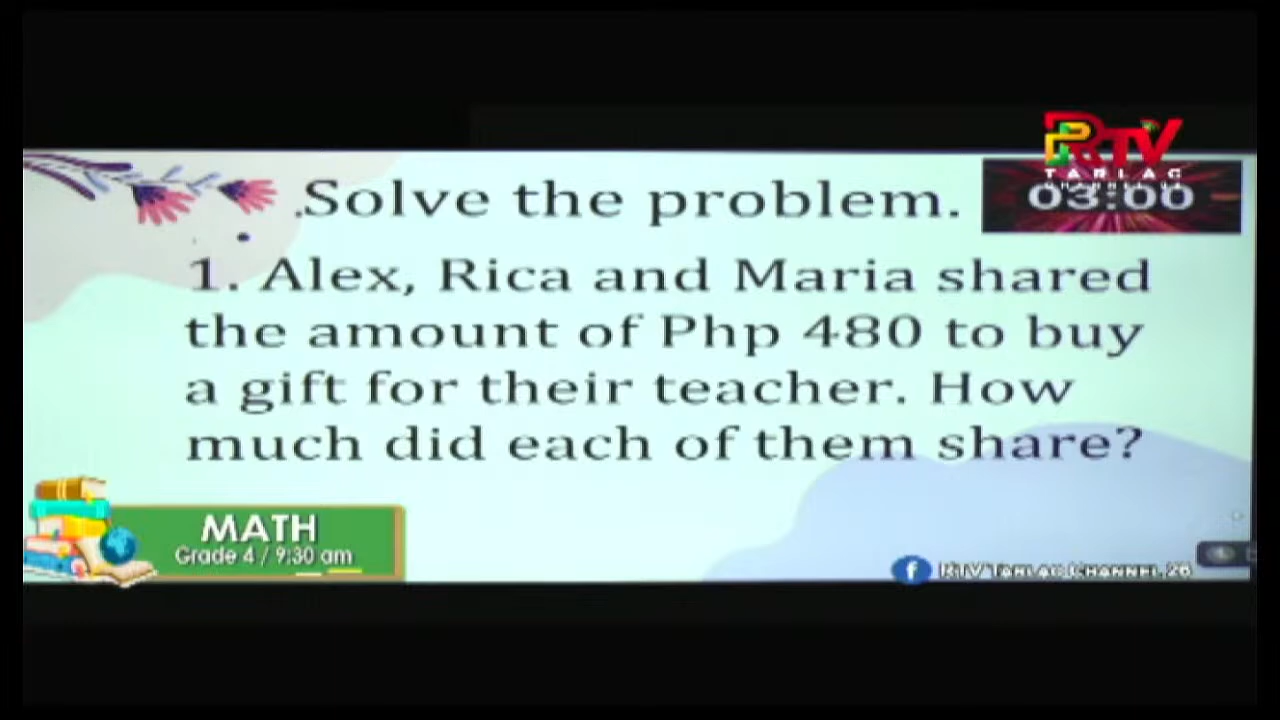 RTV
TARLAC
03:00
.Solve the problem.
1. Alex, Rica and Maria shared
the amount of Php 480 to buy
a gift for their teacher. How
much did each of them share?
MATH
Grade 4 / 9:30 am
RTV TARLAC CHANNEL 26